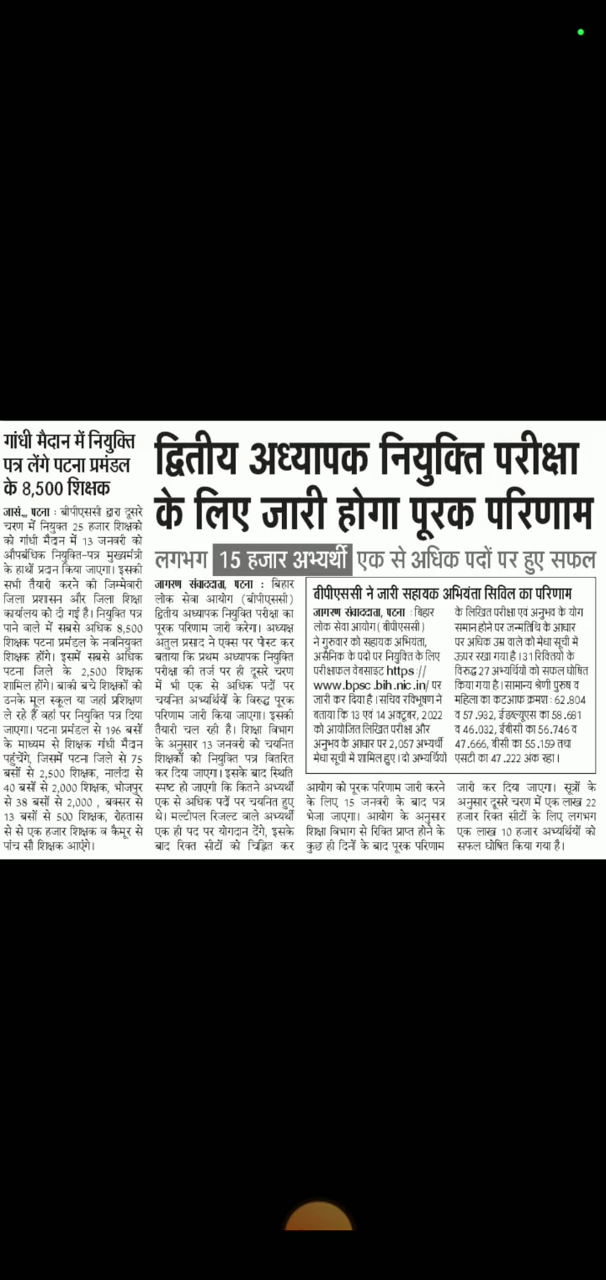 गांधी मैदान में नियुक्ति
पत्र लेंगे पटना प्रमंडल
के 8,500 शिक्षक
जासं., पटना : बीपीएससी द्वारा दूसरे
चरण में नियुक्त 25 हजार शिक्षकों
को गांधी मैदान में 13 जनवरी को
औपबंधिक नियुक्ति-पत्र मुख्यमंत्री
के हाथों प्रदान किया जाएगा। इसकी
सभी तैयारी करने की जिम्मेवारी
जिला प्रशासन और जिला शिक्षा
कार्यालय को दी गई है। नियुक्ति पत्र
पाने वाले में सबसे अधिक 8,500
शिक्षक पटना प्रमंडल के नवनियुक्त
शिक्षक होंगे। इसमें सबसे अधिक
पटना जिले के 2,500 शिक्षक
शामिल होंगे। बाकी बचे शिक्षकों को
उनके मूल स्कूल या जहां प्रशिक्षण
ले रहे हैं वहां पर नियुक्ति पत्र दिया
जाएगा। पटना प्रमंडल से 196 बसों
के माध्यम से शिक्षक गांधी मैदान
पहुंचेंगे, जिसमें पटना जिले से 75
बसों से 2,500 शिक्षक, नालंदा से
40 बसों से 2,000 शिक्षक, भोजपुर
से 38 बसों से 2,000 , बक्सर से
13 बसों से 500 शिक्षक, रोहतास
से से एक हजार शिक्षक व कैमूर से
पांच सौ शिक्षक आएंगे।
द्वितीय अध्यापक नियुक्ति परीक्षा
के लिए जारी होगा पूरक परिणाम
लगभग 15 हजार अभ्यर्थी एक से अधिक पदों पर हुए सफल
जागरण संवाददाता, पटना : बिहार
लोक सेवा आयोग (बीपीएससी)
द्वितीय अध्यापक नियुक्ति परीक्षा का
पूरक परिणाम जारी करेगा। अध्यक्ष
अतुल प्रसाद ने एक्स पर पोस्ट कर
बताया कि प्रथम अध्यापक नियुक्ति
परीक्षा की तर्ज पर ही दूसरे चरण
में भी एक से अधिक पदों पर
चयनित अभ्यर्थियों के विरुद्ध पूरक
परिणाम जारी किया जाएगा। इसकी
तैयारी चल रही है। शिक्षा विभाग
के अनुसार 13 जनवरी को चयनित
शिक्षकों को नियुक्ति पत्र वितरित
कर दिया जाएगा। इसके बाद स्थिति
स्पष्ट हो जाएगी कि कितने अभ्यर्थी
एक से अधिक पदों पर चयनित हुए
थे। मल्टीपल रिजल्ट वाले अभ्यर्थी
एक ही पद पर योगदान देंगे, इसके
बाद रिक्त सीटों को चिह्नित कर
बीपीएससी ने जारी सहायक अभियंता सिविल का परिणाम
जागरण संवाददाता, पटना : बिहार
लोक सेवा आयोग (बीपीएससी)
ने गुरुवार को सहायक अभियंता,
असैनिक के पदों पर नियुक्ति के लिए
परीक्षाफल वेबसाइट https://
www.bpsc.bih.nic.in/ पर
जारी कर दिया है। सचिव रविभूषण ने
बताया कि 13 एवं 14 अक्टूबर, 2022
को आयोजित लिखित परीक्षा और
अनुभव के आधार पर 2,057 अभ्यर्थी
मेधा सूची में शामिल हुए। दो अभ्यर्थियों
के लिखित परीक्षा एवं अनुभव के योग
समान होने पर जन्मतिथि के आधार
पर अधिक उम्र वाले को मेधा सूची में
ऊपर रखा गया है। 31 रिक्तियों के
विरुद्ध 27 अभ्यर्थियों को सफल घोषित
किया गया है। सामान्य श्रेणी पुरुष व
महिला का कटआफ क्रमश: 62.804
व 57.932, ईडब्ल्यूएस का 58.681
व 46.032, ईबीसी का 56.746 व
47.666, बीसी का 55.159 तथा
एसटी का 47.222 अंक रहा।
आयोग को पूरक परिणाम जारी करने
के लिए 15 जनवरी के बाद पत्र
भेजा जाएगा। आयोग के अनुसार
शिक्षा विभाग से रिक्ति प्राप्त होने के
कुछ ही दिनों के बाद पूरक परिणाम
जारी कर दिया जाएगा। सूत्रों के
अनुसार दूसरे चरण में एक लाख 22
हजार रिक्त सीटों के लिए लगभग
एक लाख 10 हजार अभ्यर्थियों को
सफल घोषित किया गया है।